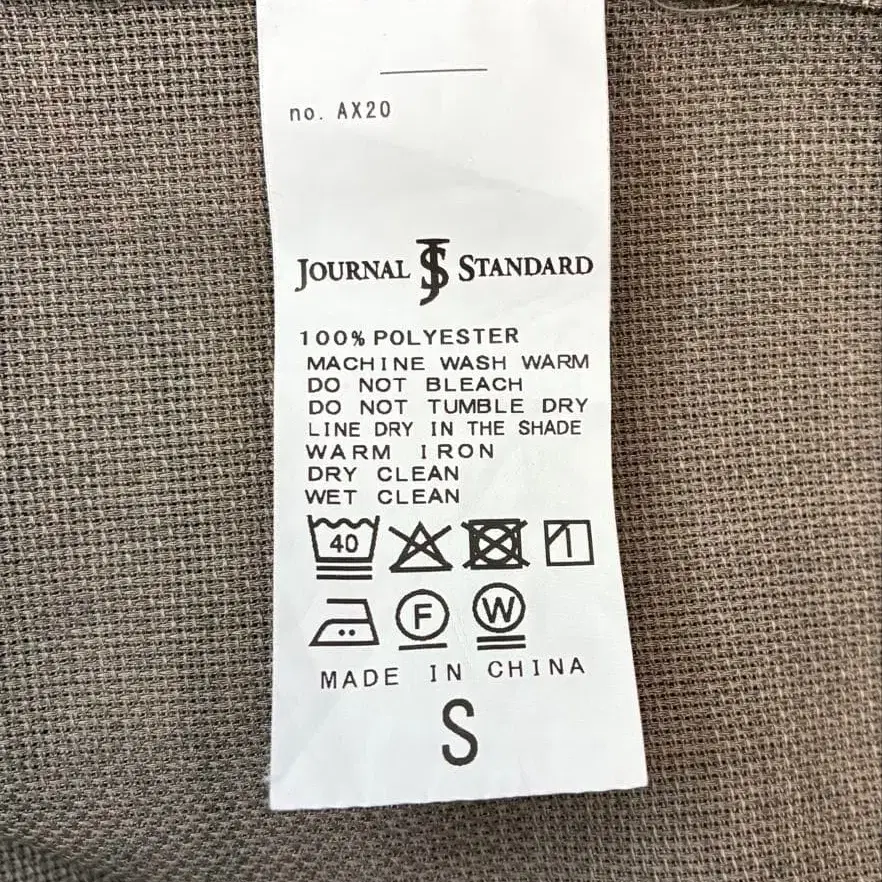 no. AX20
JOURNAL JS STANDARD
100% POLYESTER
MACHINE WASH WARM
DO NOT BLEACH
DO NOT TUMBLE DRY
LINE DRY IN THE SHADE
WARM IRON
DRY CLEAN
WET CLEAN
40
F W
MADE IN CHINA
S